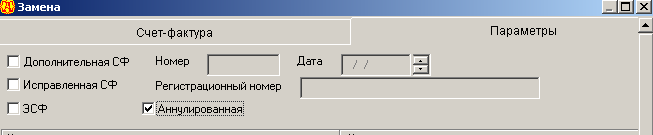 Замена
Счет-фактура Параметры
Дополнительная СФ Номер Дата / /
Исправленная СФ Регистрационный номер
ЭСФ Аннулированная